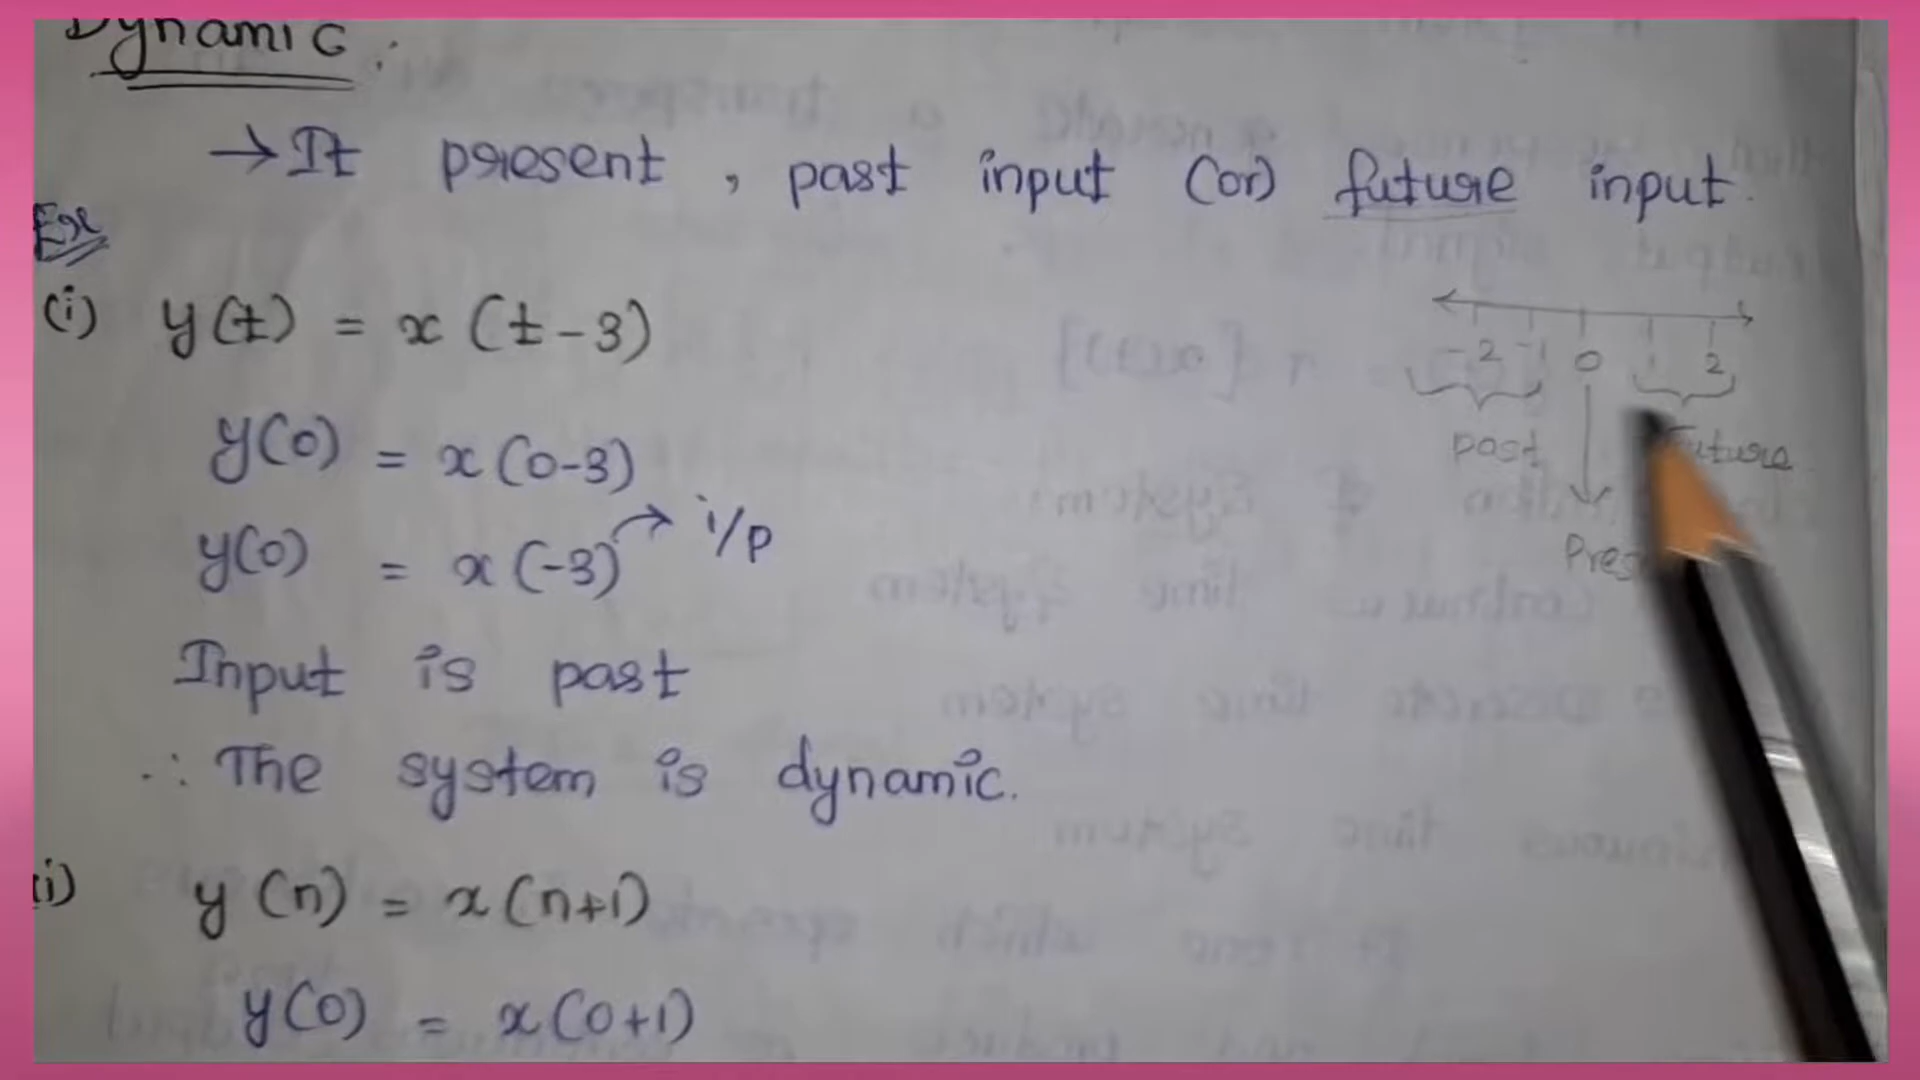 Dynamic :
→ It present , past input (or) future input.
Ex
(i) y(t) = x (t-3)
-2 -1 0 1 2
past
y(0) = x(0-3)
y(0) = x(-3) → i/p
Input is past
∴ The system is dynamic.
i) y (n) = x(n+1)
y(0) = x(0+1)